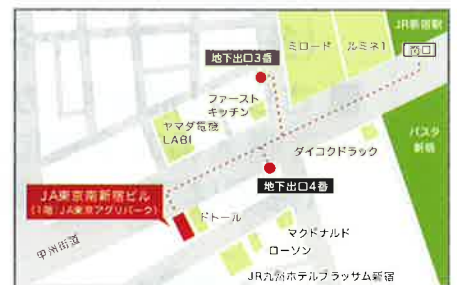 JR新宿駅
南口
ミロード
ルミネ1
地下出口3番
ファースト
キッチン
ヤマダ電機
LABI
バスタ
新宿
ダイコクドラック
地下出口4番
JA東京南新宿ビル
(1階:JA東京アグリパーク)
ドトール
甲州街道
マクドナルド
ローソン
JR九州ホテルブラッサム新宿